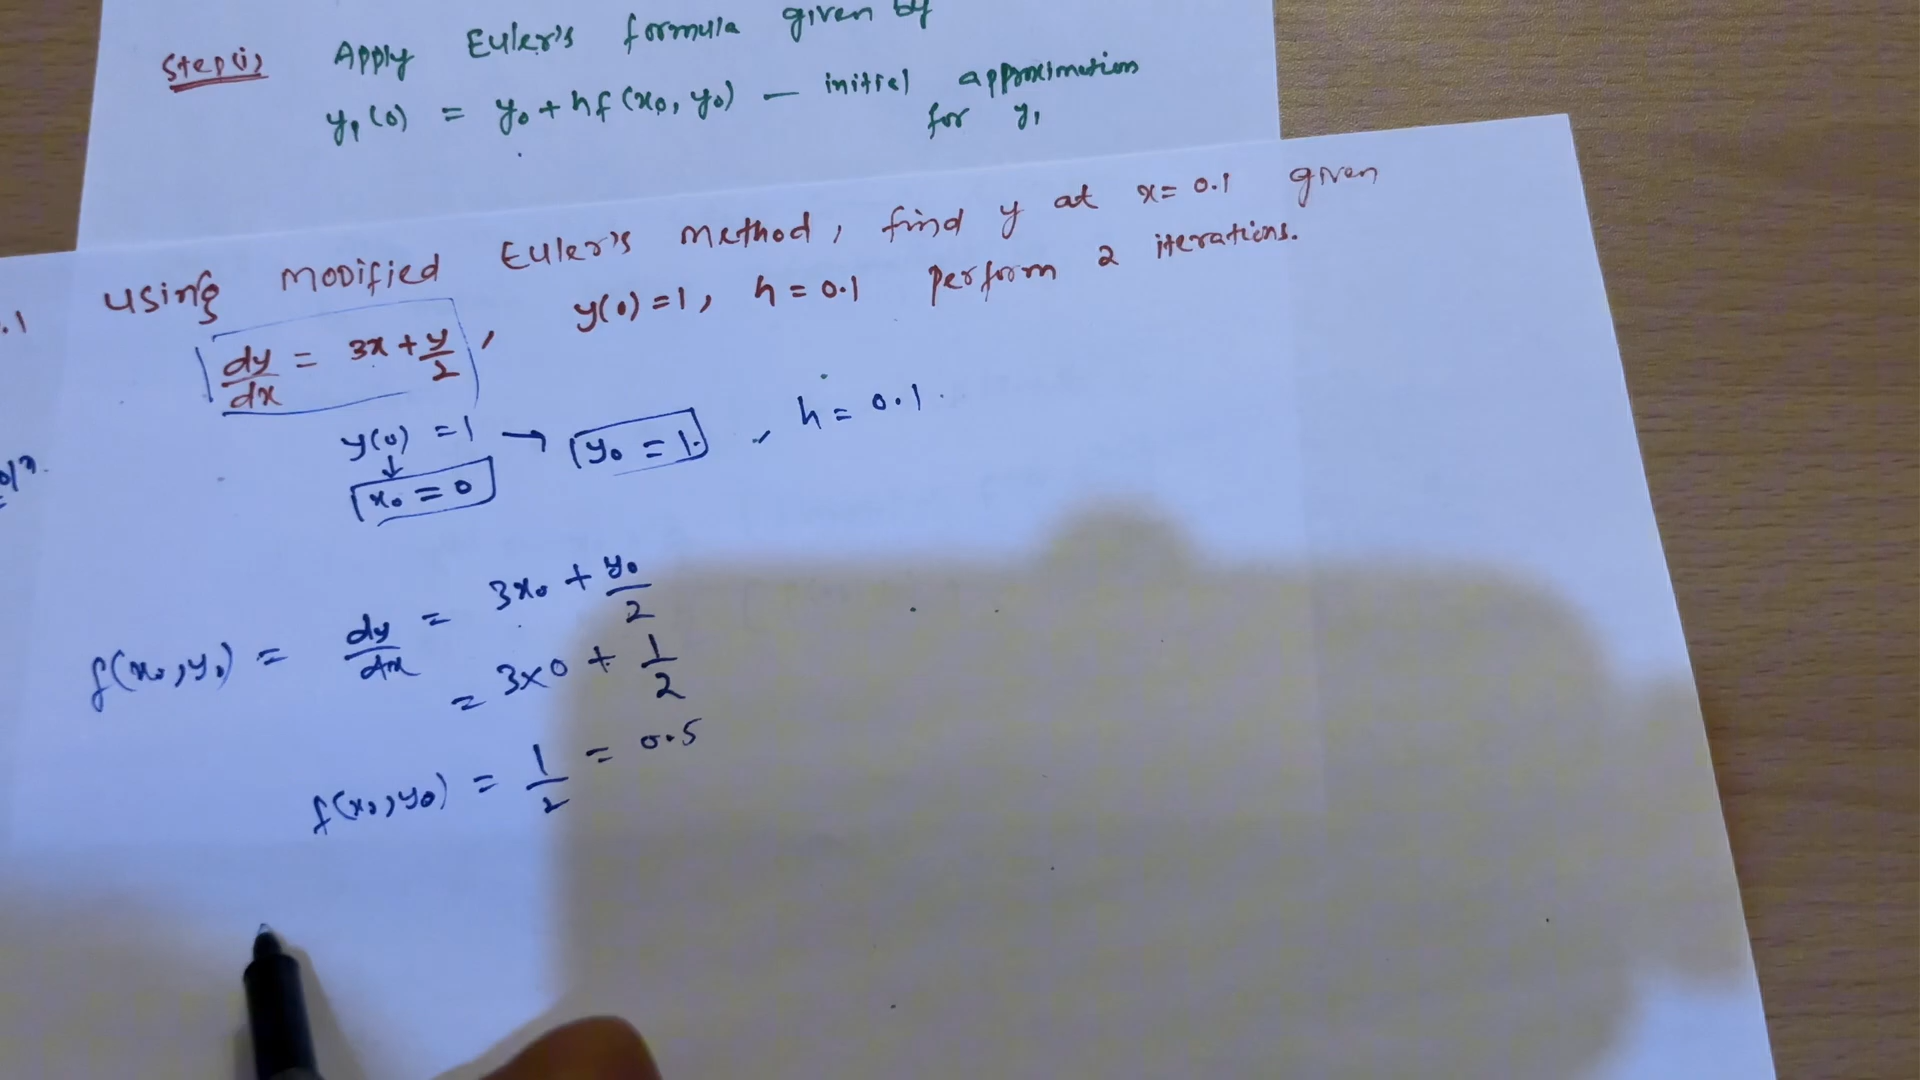 Step(i) Apply Euler's formula given by
y₁(0) = y₀ + hf(x₀, y₀) — initial approximation
for y₁
.1 Using Modified Euler's Method, find y at x = 0.1 given
dy/dx = 3x + y/2, y(0) = 1, h = 0.1 Perform 2 iterations.
y(0) = 1 → y₀ = 1. , h = 0.1.
↓
x₀ = 0
f(x₀, y₀) = dy/dx = 3x₀ + y₀/2
= 3×0 + 1/2
f(x₀, y₀) = 1/2 = 0.5